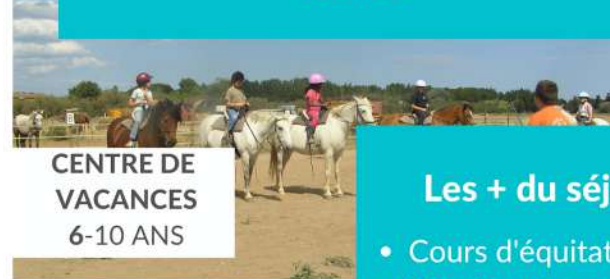 CENTRE DE
VACANCES
6-10 ANS
Les + du séj
• Cours d'équitat